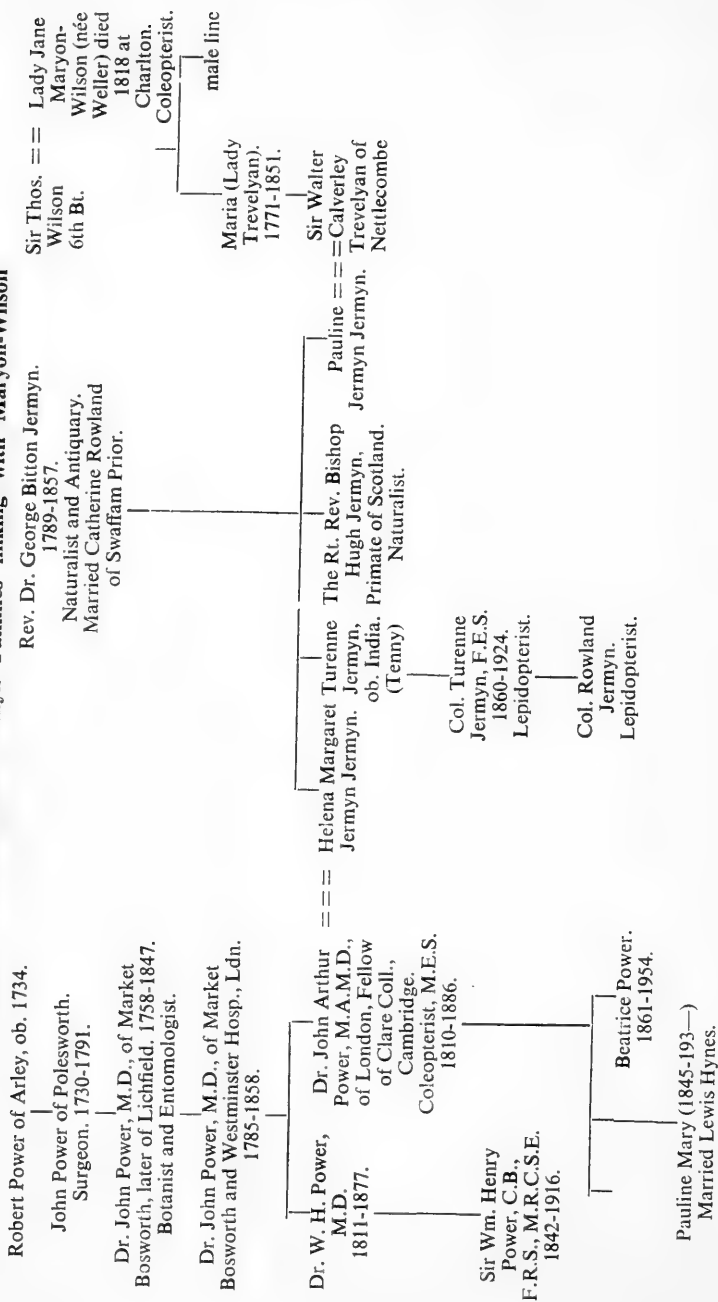 Families linking with Maryon-Wilson
Robert Power of Arley, ob. 1734.
John Power of Polesworth.
Surgeon. 1730-1791.
Dr. John Power, M.D., of Market
Bosworth, later of Lichfield. 1758-1847.
Botanist and Entomologist.
Dr. John Power, M.D., of Market
Bosworth and Westminster Hosp., Ldn.
1785-1858.
Dr. W. H. Power,
M.D.
1811-1877.
Sir Wm. Henry
Power, C.B.,
F.R.S., M.R.C.S.E.
1842-1916.
Dr. John Arthur
Power, M.A.M.D.,
of London, Fellow
of Clare Coll.,
Cambridge.
Coleopterist, M.E.S.
1810-1886.
===
Pauline Mary (1845-193—)
Married Lewis Hynes.
Beatrice Power.
1861-1954.
Rev. Dr. George Bitton Jermyn.
1789-1857.
Naturalist and Antiquary.
Married Catherine Rowland
of Swaffam Prior.
Helena Margaret
Jermyn Jermyn.
Turenne
Jermyn,
ob. India.
(Tenny)
Col. Turenne
Jermyn, F.E.S.
1860-1924.
Lepidopterist.
Col. Rowland
Jermyn.
Lepidopterist.
The Rt. Rev. Bishop
Hugh Jermyn,
Primate of Scotland.
Naturalist.
Pauline
Jermyn Jermyn.
===
Sir Thos.
Wilson
6th Bt.
==
Lady Jane
Maryon-
Wilson (née
Weller) died
1818 at
Charlton.
Coleopterist.
Maria (Lady
Trevelyan).
1771-1851.
male line
Sir Walter
Calverley
Trevelyan of
Nettlecombe